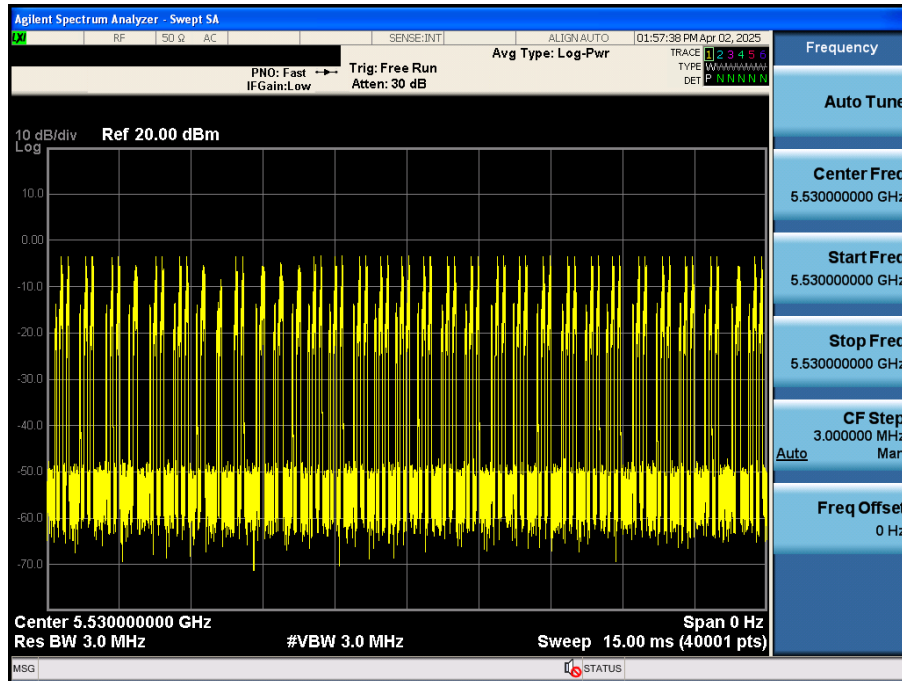 Agilent Spectrum Analyzer - Swept SA
LXI RF 50 Ω AC SENSE:INT ALIGN AUTO 01:57:38 PM Apr 02, 2025
Frequency
Avg Type: Log-Pwr
TRACE 1 2 3 4 5 6
PNO: Fast Trig: Free Run
TYPE WWWWWW
IFGain:Low Atten: 30 dB
DET P N N N N N
Auto Tune
10 dB/div Ref 20.00 dBm
Log
10.0
0.00
-10.0
-20.0
-30.0
-40.0
-50.0
-60.0
-70.0
Center Freq
5.530000000 GHz
Start Freq
5.530000000 GHz
Stop Freq
5.530000000 GHz
CF Step
3.000000 MHz
Auto Man
Freq Offset
0 Hz
Center 5.530000000 GHz Span 0 Hz
Res BW 3.0 MHz #VBW 3.0 MHz Sweep 15.00 ms (40001 pts)
MSG STATUS